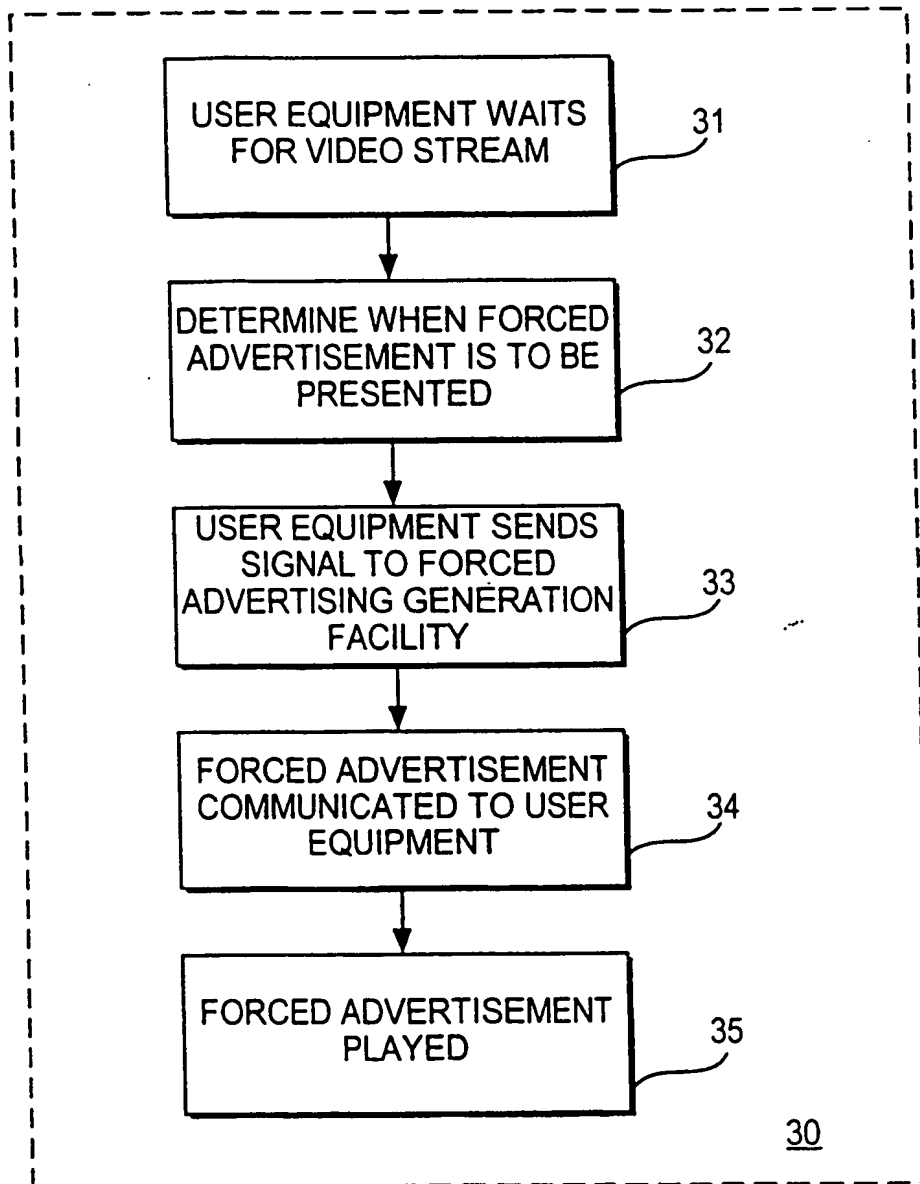 USER EQUIPMENT WAITS
FOR VIDEO STREAM
31
DETERMINE WHEN FORCED
ADVERTISEMENT IS TO BE
PRESENTED
32
USER EQUIPMENT SENDS
SIGNAL TO FORCED
ADVERTISING GENERATION
FACILITY
33
FORCED ADVERTISEMENT
COMMUNICATED TO USER
EQUIPMENT
34
FORCED ADVERTISEMENT
PLAYED
35
30